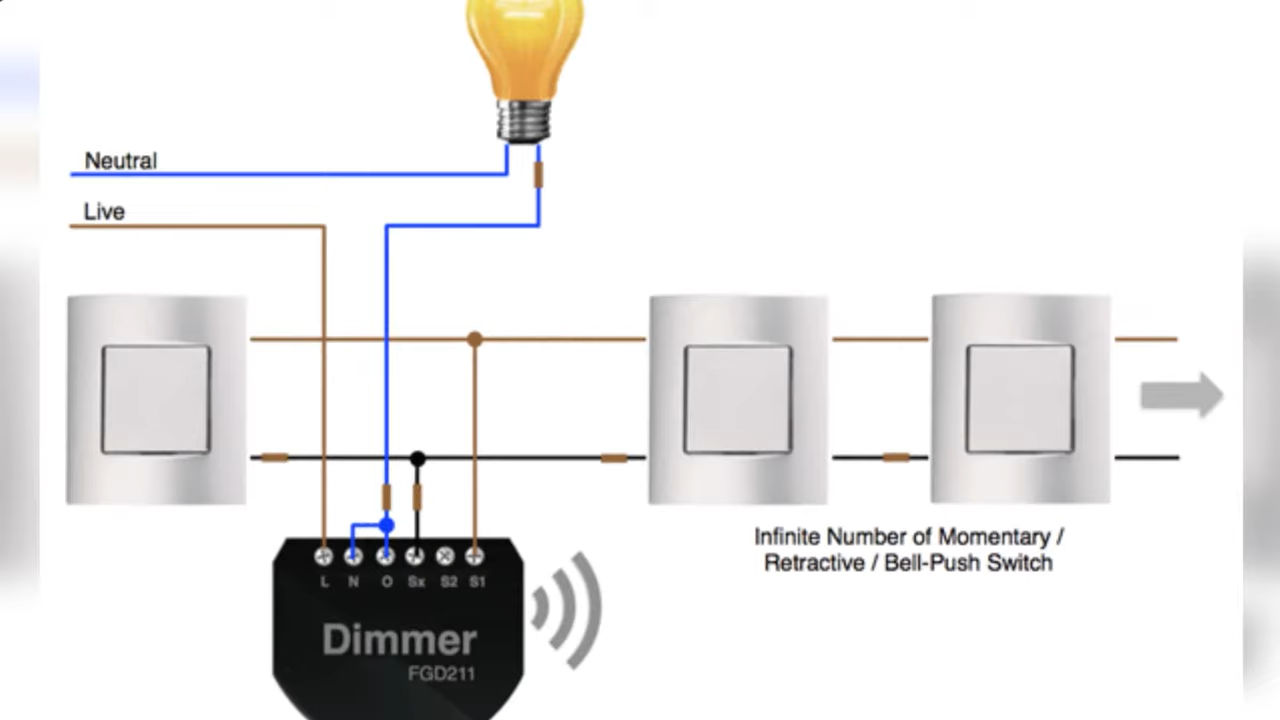 Neutral
Live
L N O Sx S2 S1
Dimmer
FGD211
Infinite Number of Momentary /
Retractive / Bell-Push Switch